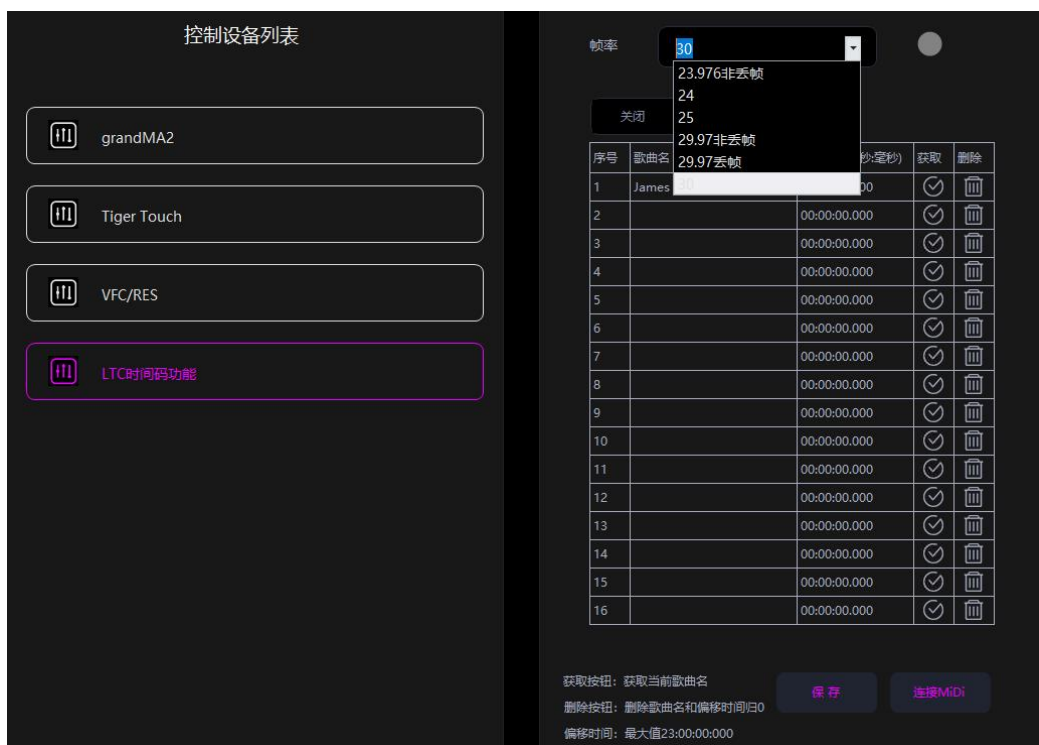 控制设备列表
grandMA2
Tiger Touch
VFC/RES
LTC时间码功能
帧率
30
23.976非丢帧
24
25
29.97非丢帧
29.97丢帧
30
关闭
序号 歌曲名 秒:毫秒) 获取 删除
1 James 00
2 00:00:00.000
3 00:00:00.000
4 00:00:00.000
5 00:00:00.000
6 00:00:00.000
7 00:00:00.000
8 00:00:00.000
9 00:00:00.000
10 00:00:00.000
11 00:00:00.000
12 00:00:00.000
13 00:00:00.000
14 00:00:00.000
15 00:00:00.000
16 00:00:00.000
获取按钮：获取当前歌曲名
删除按钮：删除歌曲名和偏移时间归0
偏移时间：最大值23:00:00:000
保存
连接MiDi